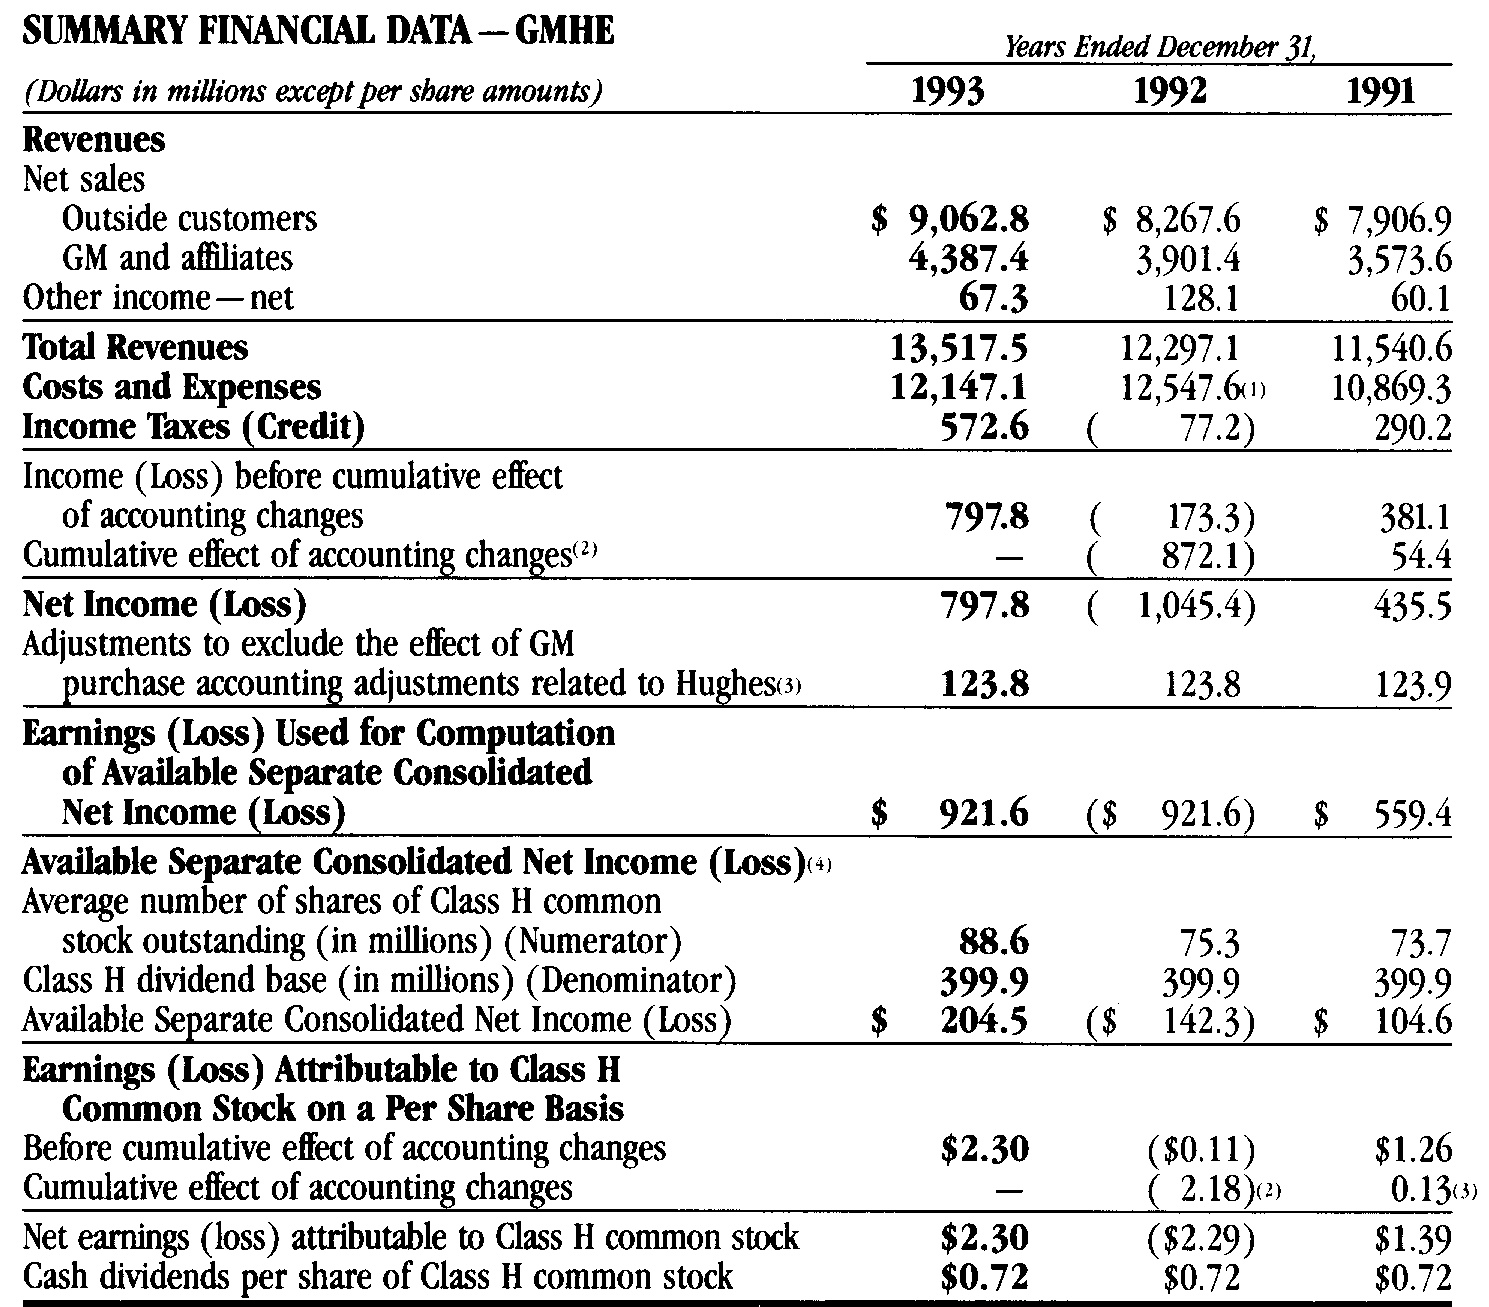 SUMMARY FINANCIAL DATA — GMHE
Years Ended December 31,
(Dollars in millions except per share amounts) 1993 1992 1991
Revenues
Net sales
Outside customers $ 9,062.8 $ 8,267.6 $ 7,906.9
GM and affiliates 4,387.4 3,901.4 3,573.6
Other income — net 67.3 128.1 60.1
Total Revenues 13,517.5 12,297.1 11,540.6
Costs and Expenses 12,147.1 12,547.6(1) 10,869.3
Income Taxes (Credit) 572.6 ( 77.2) 290.2
Income (Loss) before cumulative effect
of accounting changes 797.8 ( 173.3) 381.1
Cumulative effect of accounting changes(2) — ( 872.1) 54.4
Net Income (Loss) 797.8 ( 1,045.4) 435.5
Adjustments to exclude the effect of GM
purchase accounting adjustments related to Hughes(3) 123.8 123.8 123.9
Earnings (Loss) Used for Computation
of Available Separate Consolidated
Net Income (Loss) $ 921.6 ($ 921.6) $ 559.4
Available Separate Consolidated Net Income (Loss)(4)
Average number of shares of Class H common
stock outstanding (in millions) (Numerator) 88.6 75.3 73.7
Class H dividend base (in millions) (Denominator) 399.9 399.9 399.9
Available Separate Consolidated Net Income (Loss) $ 204.5 ($ 142.3) $ 104.6
Earnings (Loss) Attributable to Class H
Common Stock on a Per Share Basis
Before cumulative effect of accounting changes $2.30 ($0.11) $1.26
Cumulative effect of accounting changes — ( 2.18)(2) 0.13(3)
Net earnings (loss) attributable to Class H common stock $2.30 ($2.29) $1.39
Cash dividends per share of Class H common stock $0.72 $0.72 $0.72